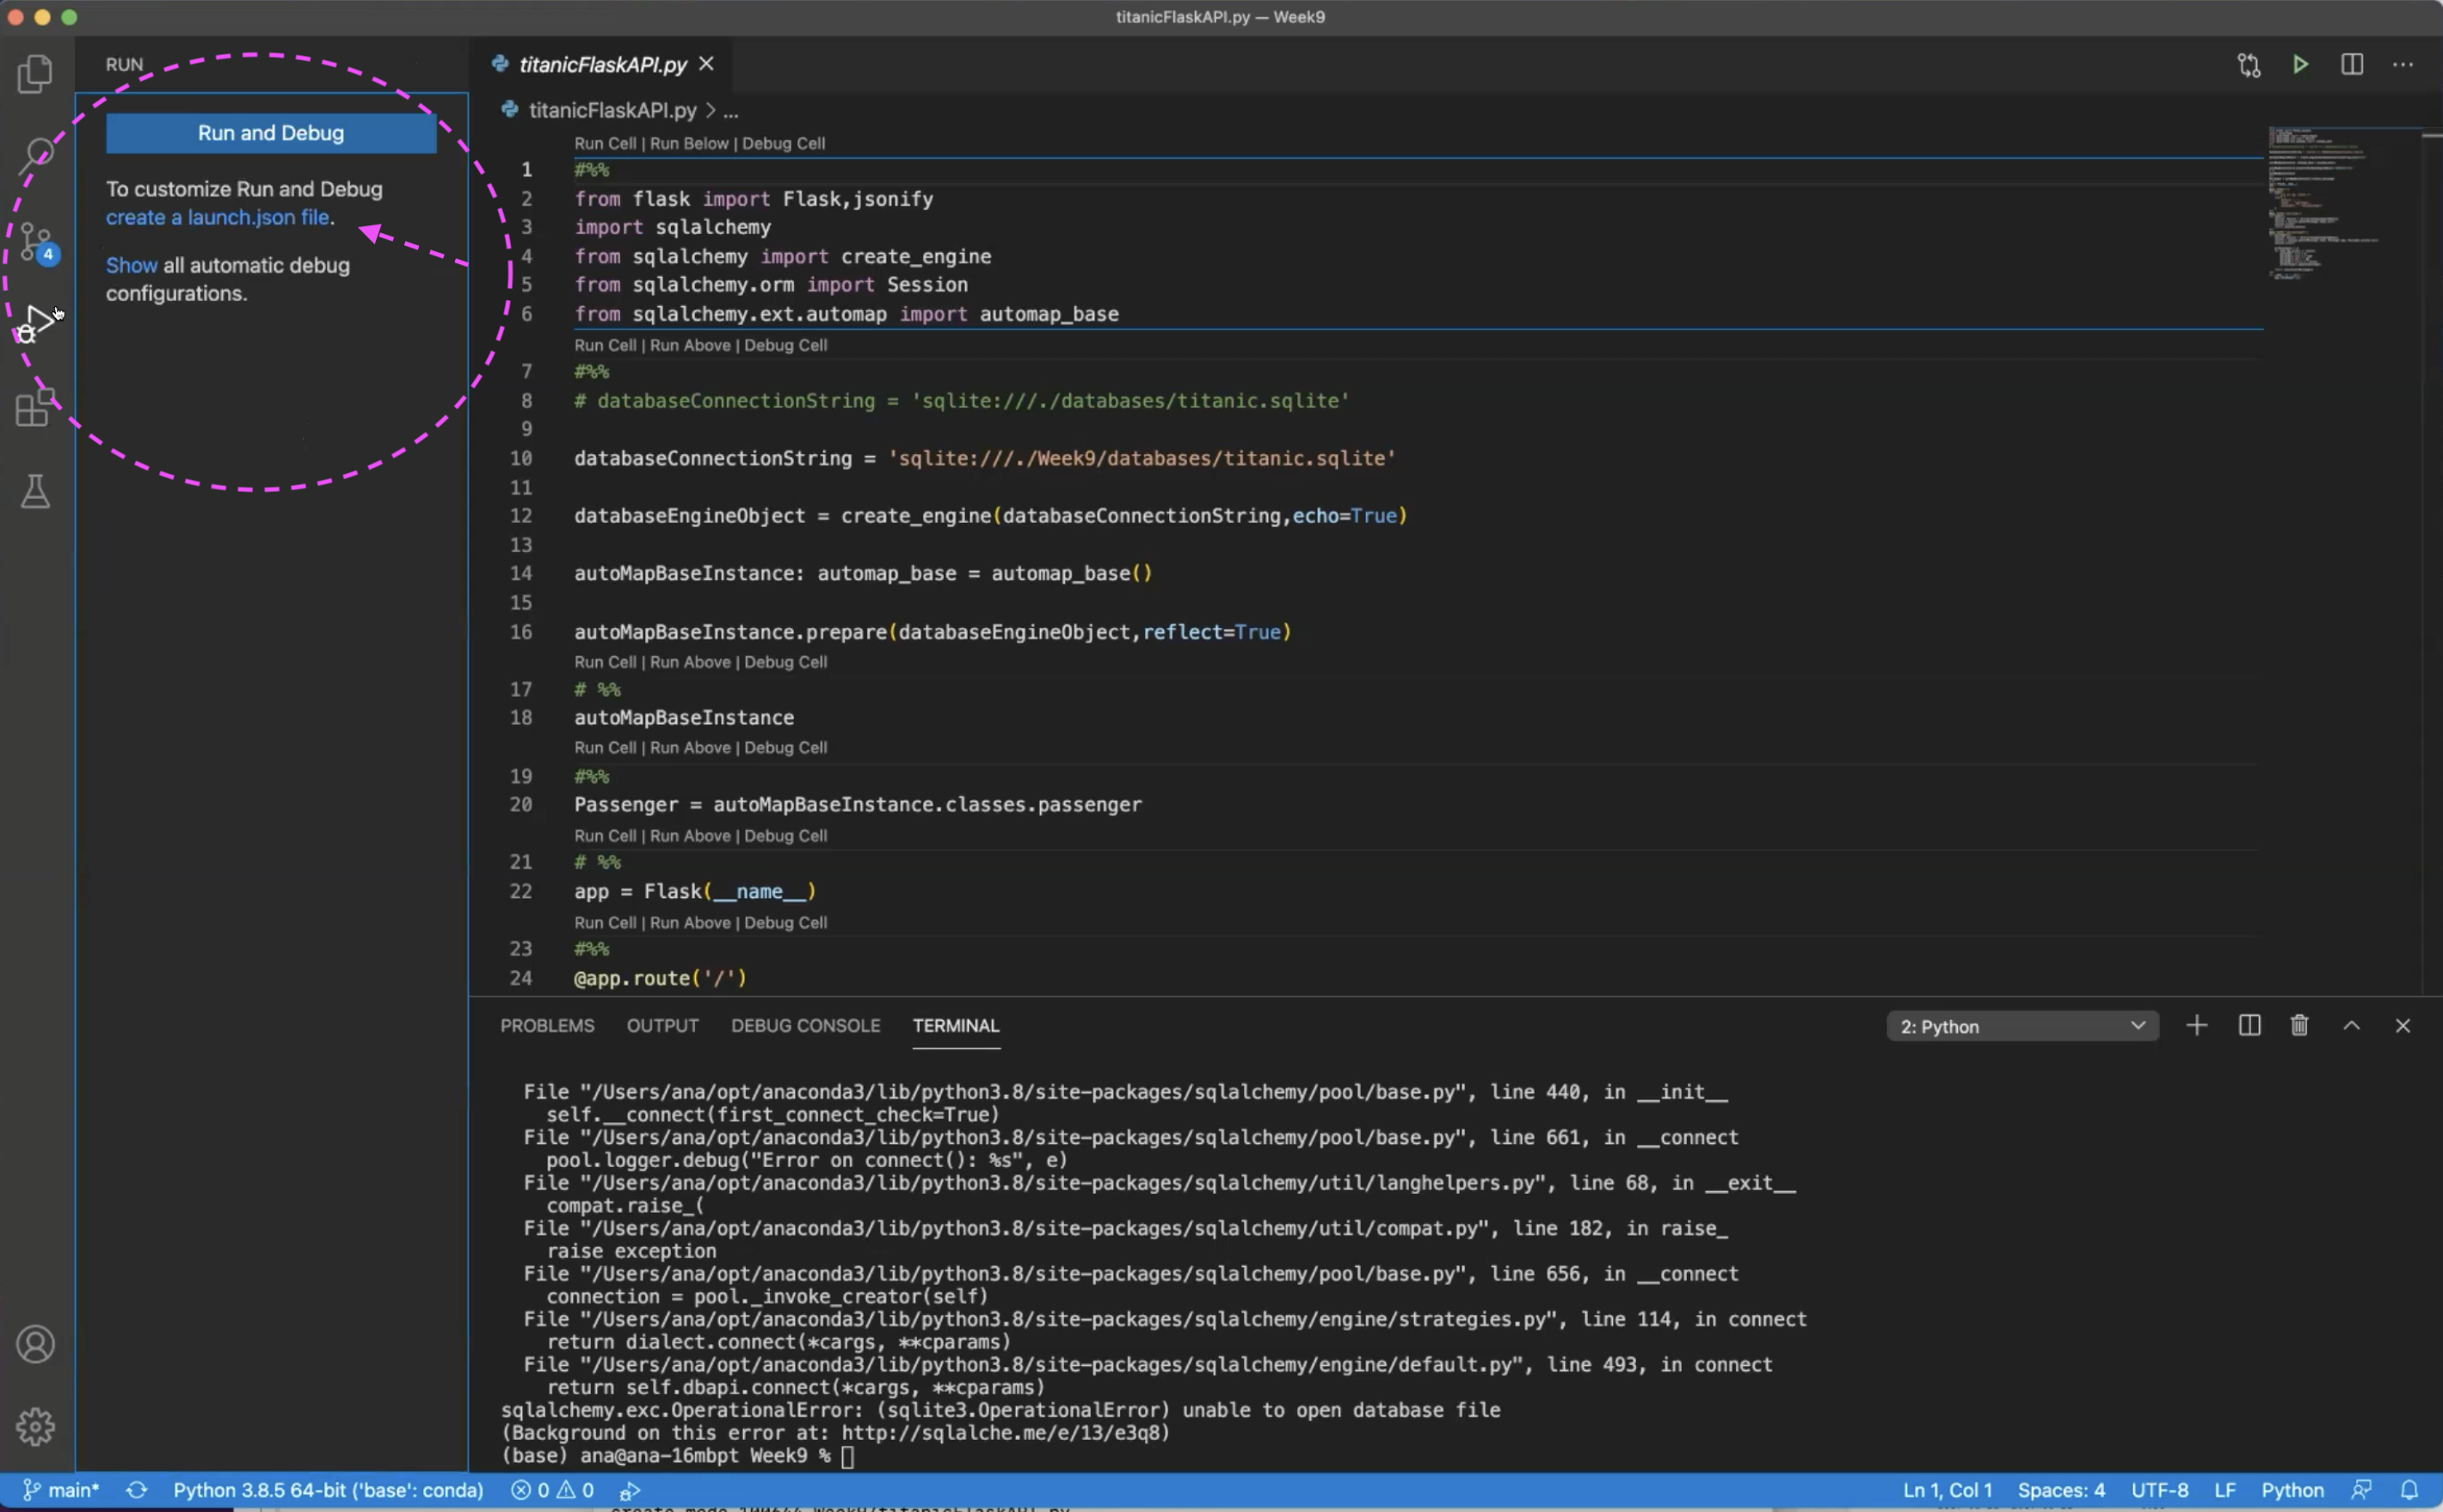 titanicFlaskAPI.py — Week9
RUN
Run and Debug
To customize Run and Debug
create a launch.json file.
Show all automatic debug
configurations.
4
titanicFlaskAPI.py
titanicFlaskAPI.py > ...
Run Cell | Run Below | Debug Cell
1 #%%
2 from flask import Flask,jsonify
3 import sqlalchemy
4 from sqlalchemy import create_engine
5 from sqlalchemy.orm import Session
6 from sqlalchemy.ext.automap import automap_base
Run Cell | Run Above | Debug Cell
7 #%%
8 # databaseConnectionString = 'sqlite:///./databases/titanic.sqlite'
9
10 databaseConnectionString = 'sqlite:///./Week9/databases/titanic.sqlite'
11
12 databaseEngineObject = create_engine(databaseConnectionString,echo=True)
13
14 autoMapBaseInstance: automap_base = automap_base()
15
16 autoMapBaseInstance.prepare(databaseEngineObject,reflect=True)
Run Cell | Run Above | Debug Cell
17 # %%
18 autoMapBaseInstance
Run Cell | Run Above | Debug Cell
19 #%%
20 Passenger = autoMapBaseInstance.classes.passenger
Run Cell | Run Above | Debug Cell
21 # %%
22 app = Flask(__name__)
Run Cell | Run Above | Debug Cell
23 #%%
24 @app.route('/')
PROBLEMS OUTPUT DEBUG CONSOLE TERMINAL 2: Python
File "/Users/ana/opt/anaconda3/lib/python3.8/site-packages/sqlalchemy/pool/base.py", line 440, in __init__
self.__connect(first_connect_check=True)
File "/Users/ana/opt/anaconda3/lib/python3.8/site-packages/sqlalchemy/pool/base.py", line 661, in __connect
pool.logger.debug("Error on connect(): %s", e)
File "/Users/ana/opt/anaconda3/lib/python3.8/site-packages/sqlalchemy/util/langhelpers.py", line 68, in __exit__
compat.raise_(
File "/Users/ana/opt/anaconda3/lib/python3.8/site-packages/sqlalchemy/util/compat.py", line 182, in raise_
raise exception
File "/Users/ana/opt/anaconda3/lib/python3.8/site-packages/sqlalchemy/pool/base.py", line 656, in __connect
connection = pool._invoke_creator(self)
File "/Users/ana/opt/anaconda3/lib/python3.8/site-packages/sqlalchemy/engine/strategies.py", line 114, in connect
return dialect.connect(*cargs, **cparams)
File "/Users/ana/opt/anaconda3/lib/python3.8/site-packages/sqlalchemy/engine/default.py", line 493, in connect
return self.dbapi.connect(*cargs, **cparams)
sqlalchemy.exc.OperationalError: (sqlite3.OperationalError) unable to open database file
(Background on this error at: http://sqlalche.me/e/13/e3q8)
(base) ana@ana-16mbpt Week9 %
main* Python 3.8.5 64-bit ('base': conda) 0 0 Ln 1, Col 1 Spaces: 4 UTF-8 LF Python